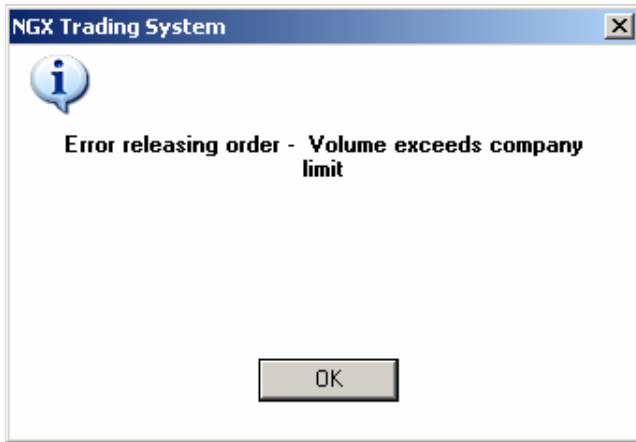 NGX Trading System
Error releasing order - Volume exceeds company
limit
OK